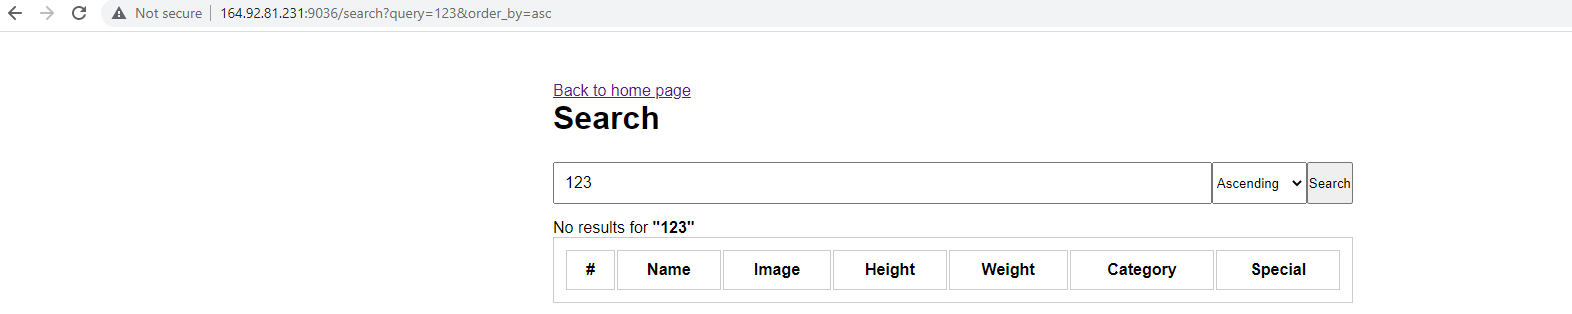 Not secure 164.92.81.231:9036/search?query=123&order_by=asc
Back to home page
Search
123 Ascending Search
No results for "123"
# Name Image Height Weight Category Special